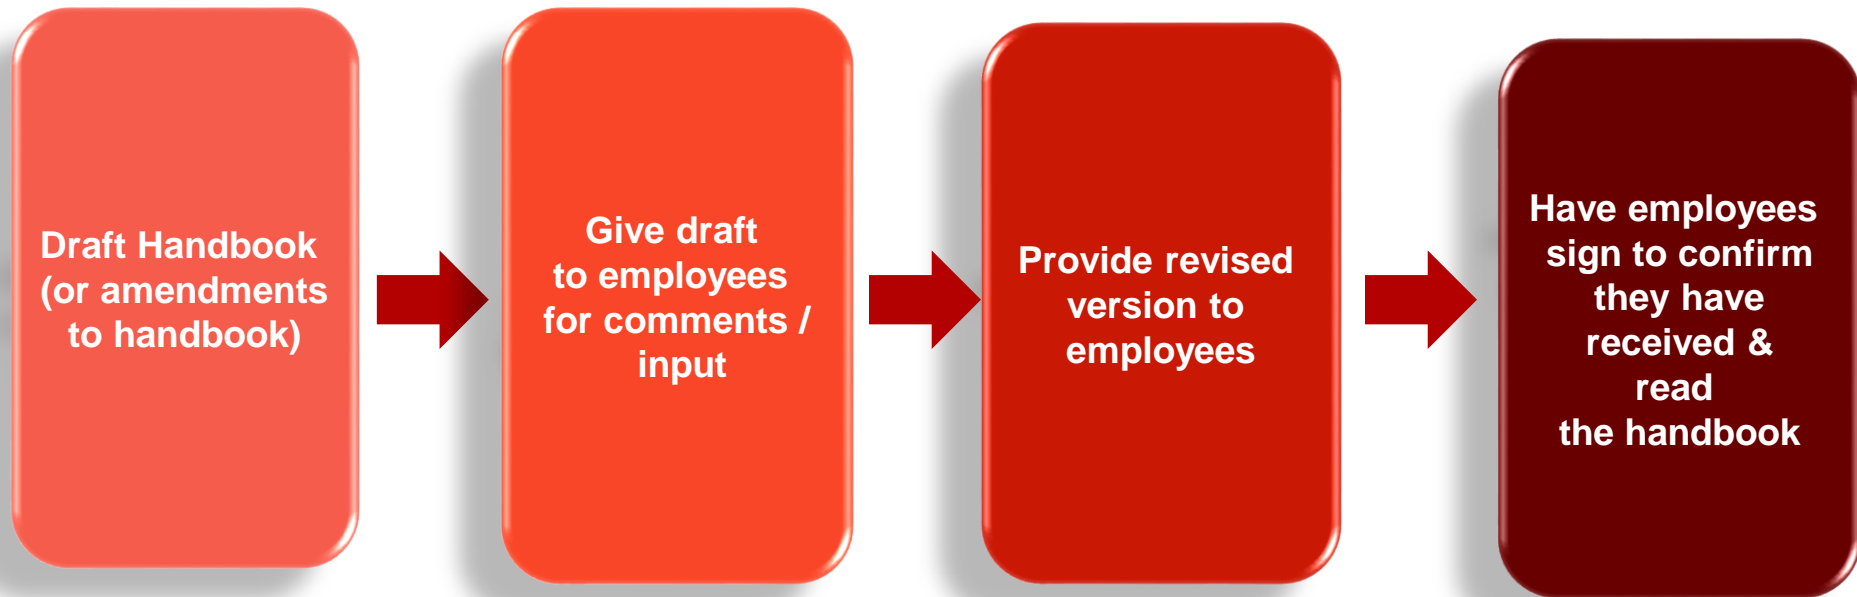 Draft Handbook
(or amendments
to handbook)
Give draft
to employees
for comments /
input
Provide revised
version to
employees
Have employees
sign to confirm
they have
received &
read
the handbook